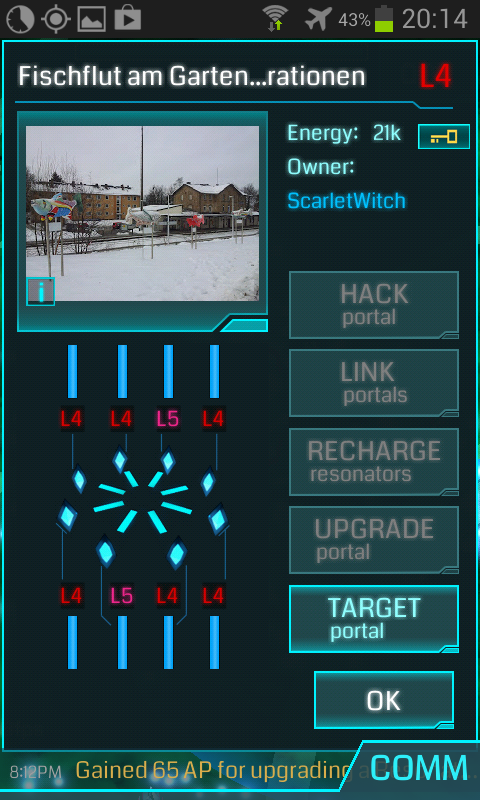 43% 20:14
Fischflut am Garten...rationen L4
Energy: 21k
Owner:
ScarletWitch
i
HACK
portal
LINK
portals
L4 L4 L5 L4
RECHARGE
resonators
UPGRADE
portal
L4 L5 L4 L4
TARGET
portal
OK
8:12PM Gained 65 AP for upgrading
COMM